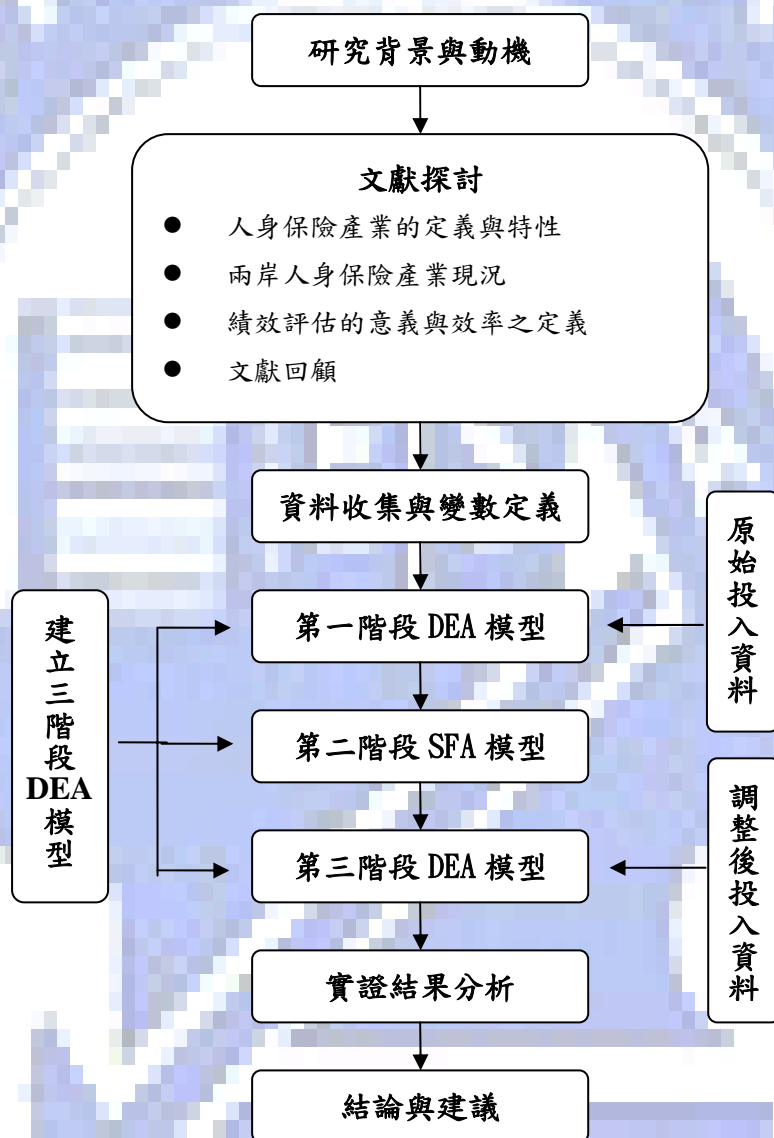 研究背景與動機
文獻探討
● 人身保險產業的定義與特性
● 兩岸人身保險產業現況
● 績效評估的意義與效率之定義
● 文獻回顧
資料收集與變數定義
原始投入資料
建立三階段DEA模型
第一階段 DEA 模型
第二階段 SFA 模型
第三階段 DEA 模型
調整後投入資料
實證結果分析
結論與建議